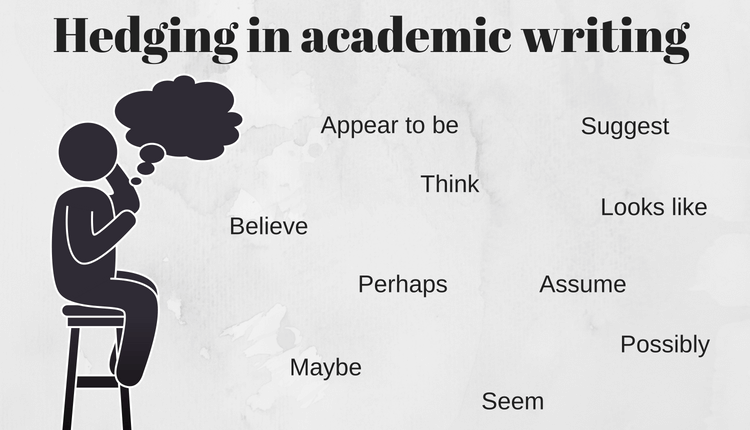 Hedging in academic writing
Appear to be
Suggest
Think
Looks like
Believe
Perhaps
Assume
Possibly
Maybe
Seem